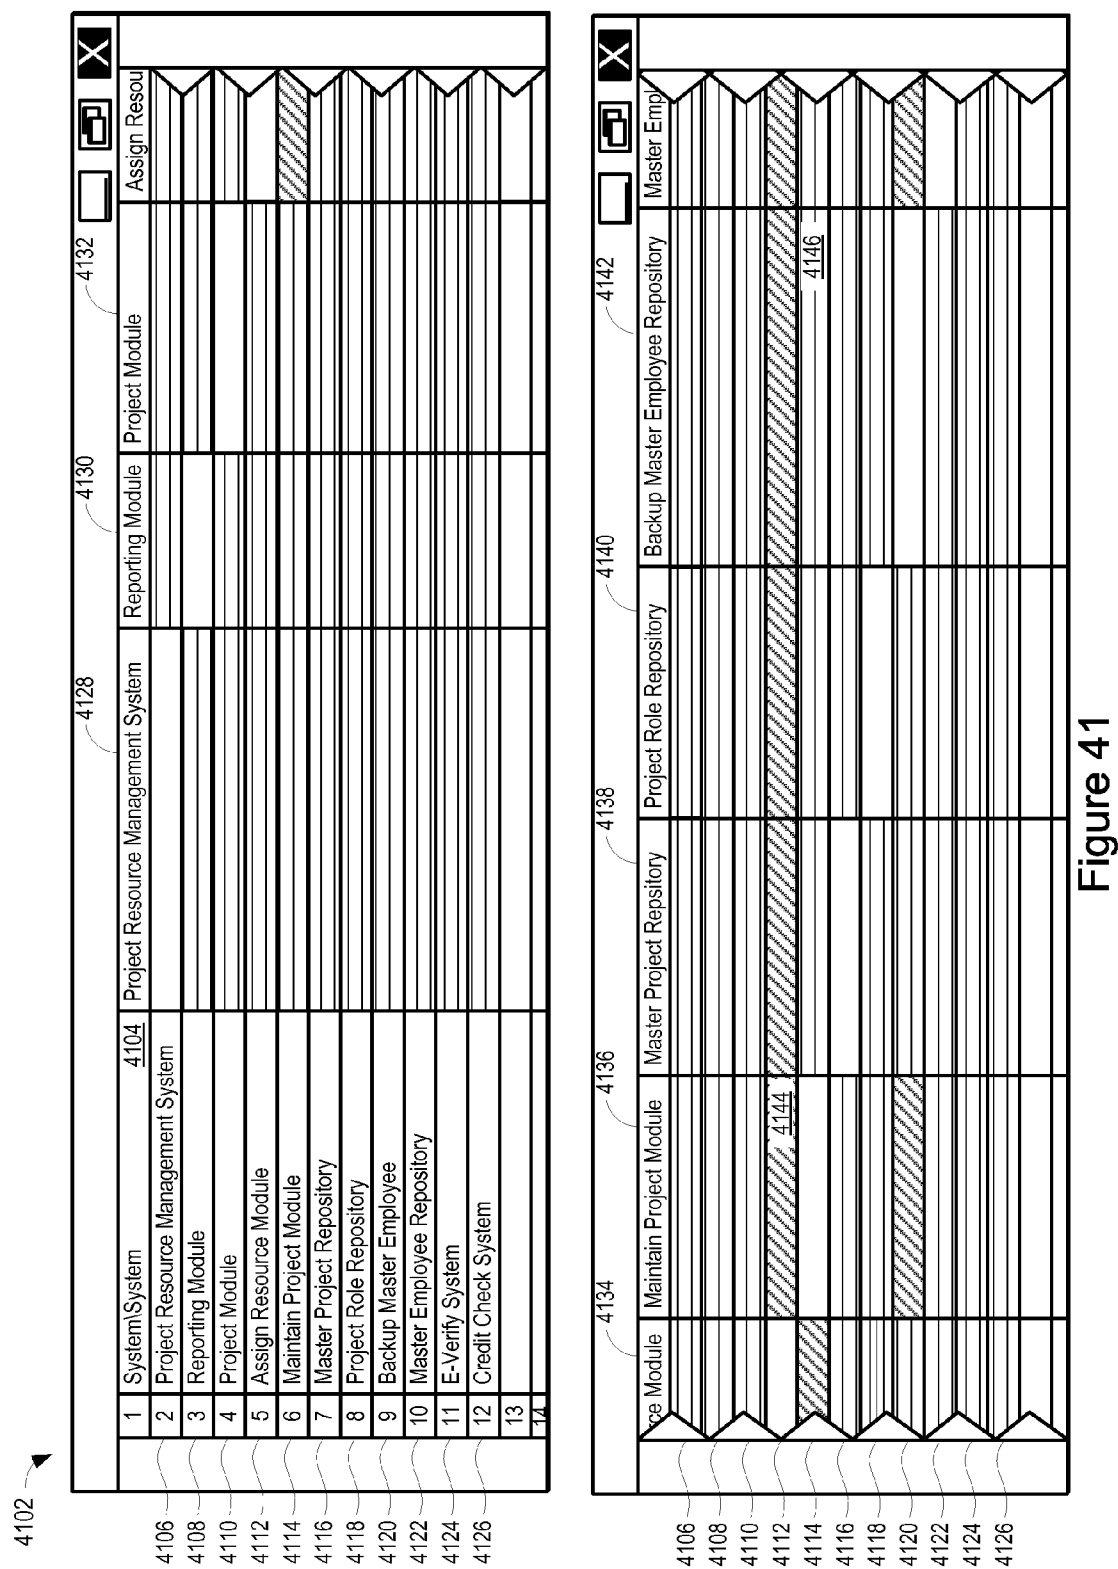 4102
4128
4130
4132
1 System\System 4104 Project Resource Management System Reporting Module Project Module Assign Resou
4106 2 Project Resource Management System
4108 3 Reporting Module
4110 4 Project Module
4112 5 Assign Resource Module
4114 6 Maintain Project Module
4116 7 Master Project Repository
4118 8 Project Role Repository
4120 9 Backup Master Employee
4122 10 Master Employee Repository
4124 11 E-Verify System
4126 12 Credit Check System
13
14
4134
4136
4138
4140
4142
ce Module Maintain Project Module Master Project Repsitory Project Role Repository Backup Master Employee Repository Master Empl
4106
4108
4110
4112 4144
4114 4146
4116
4118
4120
4122
4124
4126
Figure 41